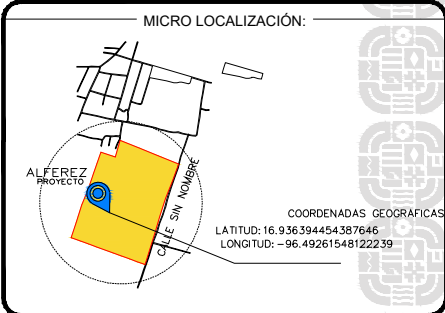 MICRO LOCALIZACIÓN:
ALFEREZ
PROYECTO
CALLE SIN NOMBRE
COORDENADAS GEOGRAFICAS
LATITUD: 16.936394454387646
LONGITUD: -96.49261548122239